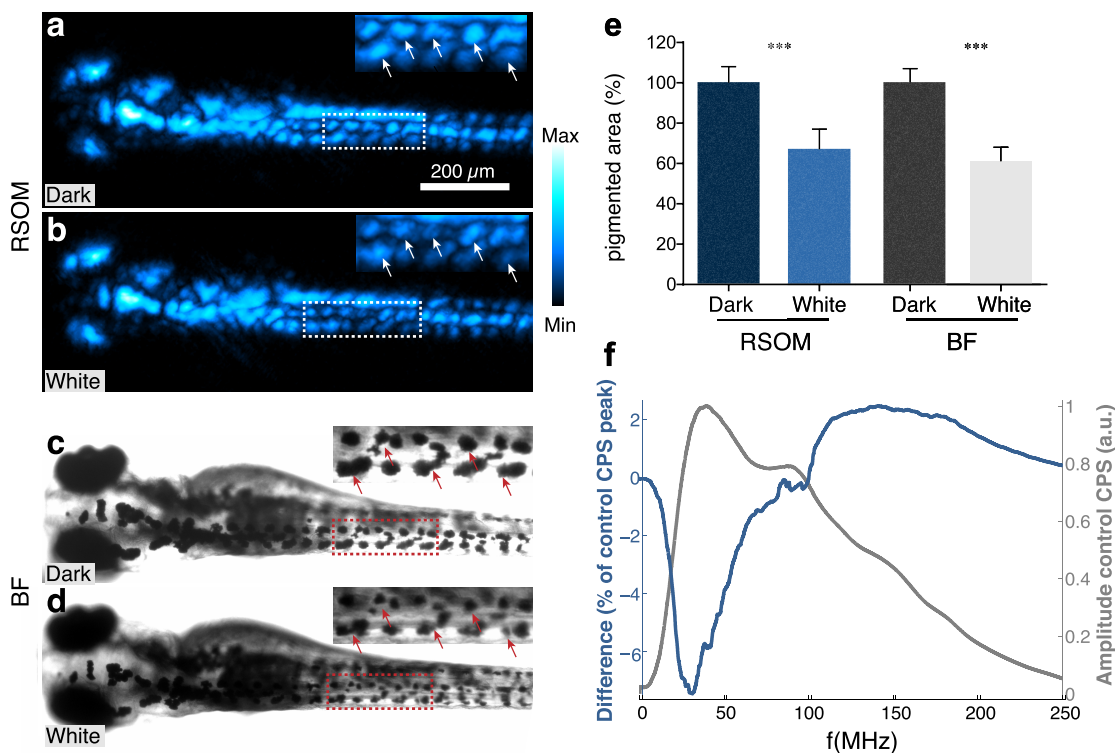 a
Dark
200 µm
Max
RSOM
b
White
Min
c
Dark
BF
d
White
e
pigmented area (%)
120
100
80
60
40
20
0
***
***
Dark
White
Dark
White
RSOM
BF
f
Difference (% of control CPS peak)
2
0
−2
−4
−6
Amplitude control CPS (a.u.)
1
0.8
0.6
0.4
0.2
0
0
50
100
150
200
250
f(MHz)